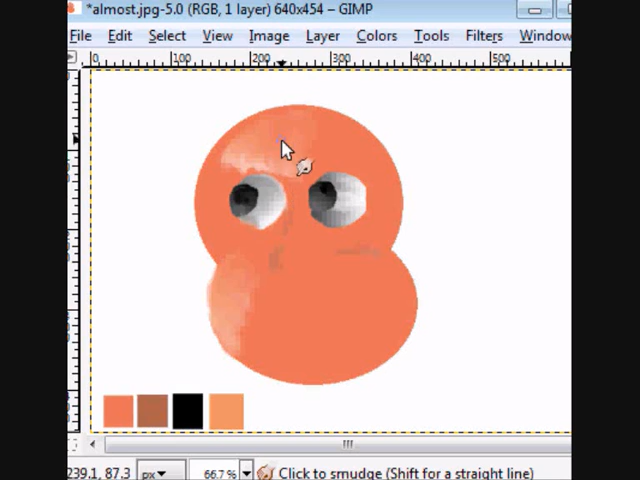 *almost.jpg-5.0 (RGB, 1 layer) 640x454 – GIMP
File Edit Select View Image Layer Colors Tools Filters Window
0 100 200 300 400 500
239.1, 87.3 px 66.7% Click to smudge (Shift for a straight line)